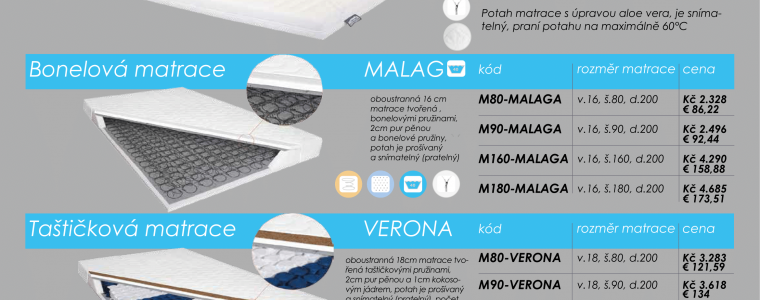 Potah matrace s úpravou aloe vera, je sníma-
telný, praní potahu na maximálně 60°C
Bonelová matrace
MALAG
kód rozměr matrace cena
oboustranná 16 cm
matrace tvořená ,
bonelovými pružinami,
2cm pur pěnou
a bonelové pružiny,
potah je prošívaný
a snímatelný (pratelný)
M80-MALAGA v.16, š.80, d.200 Kč 2.328
€ 86,22
M90-MALAGA v.16, š.90, d.200 Kč 2.496
€ 92,44
M160-MALAGA v.16, š.160, d.200 Kč 4.290
€ 158,88
M180-MALAGA v.16, š.180, d.200 Kč 4.685
€ 173,51
Taštičková matrace
VERONA
kód rozměr matrace cena
oboustranná 18cm matrace tvo-
řená taštičkovými pružinami,
2cm pur pěnou a 1cm kokoso-
vým jádrem, potah je prošívaný
a snímatelný (pratelný), počet
M80-VERONA v.18, š.80, d.200 Kč 3.283
€ 121,59
M90-VERONA v.18, š.90, d.200 Kč 3.618
€ 134